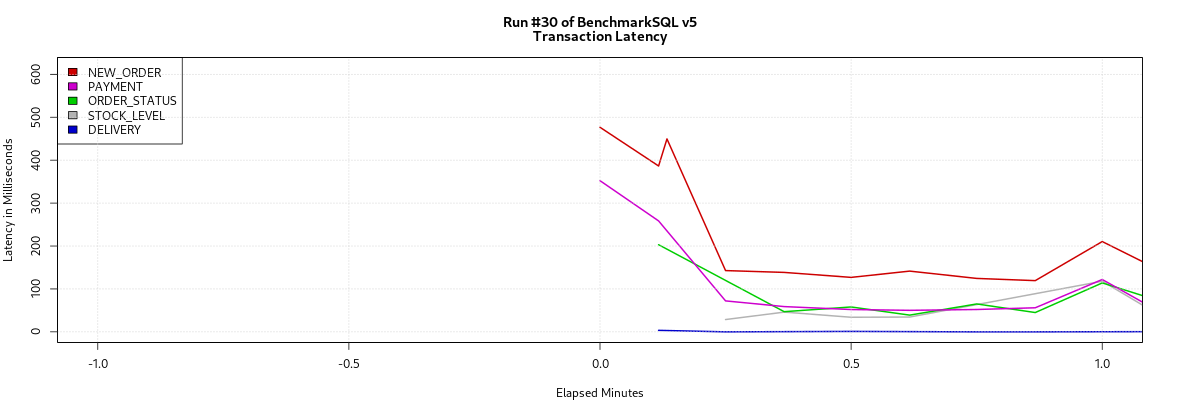 Run #30 of BenchmarkSQL v5
Transaction Latency
NEW_ORDER
PAYMENT
ORDER_STATUS
STOCK_LEVEL
DELIVERY
Latency in Milliseconds
600
500
400
300
200
100
0
-1.0 -0.5 0.0 0.5 1.0
Elapsed Minutes